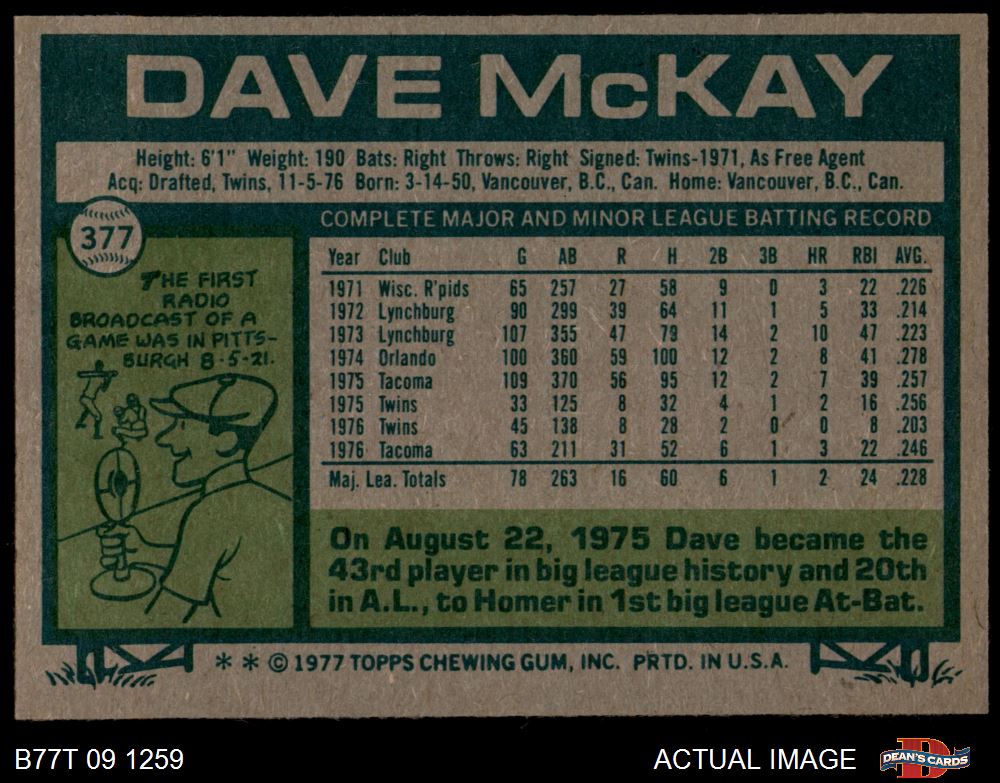 DAVE McKAY
Height: 6'1" Weight: 190 Bats: Right Throws: Right Signed: Twins-1971, As Free Agent
Acq: Drafted, Twins, 11-5-76 Born: 3-14-50, Vancouver, B.C., Can. Home: Vancouver, B.C., Can.
377
THE FIRST
RADIO
BROADCAST OF A
GAME WAS IN PITTS-
BURGH 8-5-21.
COMPLETE MAJOR AND MINOR LEAGUE BATTING RECORD
Year Club G AB R H 2B 3B HR RBI AVG.
1971 Wisc. R'pids 65 257 27 58 9 0 3 22 .226
1972 Lynchburg 90 299 39 64 11 1 5 33 .214
1973 Lynchburg 107 355 47 79 14 2 10 47 .223
1974 Orlando 100 360 59 100 12 2 8 41 .278
1975 Tacoma 109 370 56 95 12 2 7 39 .257
1975 Twins 33 125 8 32 4 1 2 16 .256
1976 Twins 45 138 8 28 2 0 0 8 .203
1976 Tacoma 63 211 31 52 6 1 3 22 .246
Maj. Lea. Totals 78 263 16 60 6 1 2 24 .228
On August 22, 1975 Dave became the
43rd player in big league history and 20th
in A.L., to Homer in 1st big league At-Bat.
* * © 1977 TOPPS CHEWING GUM, INC. PRTD. IN U.S.A.
B77T 09 1259
ACTUAL IMAGE
D
DEAN'S CARDS